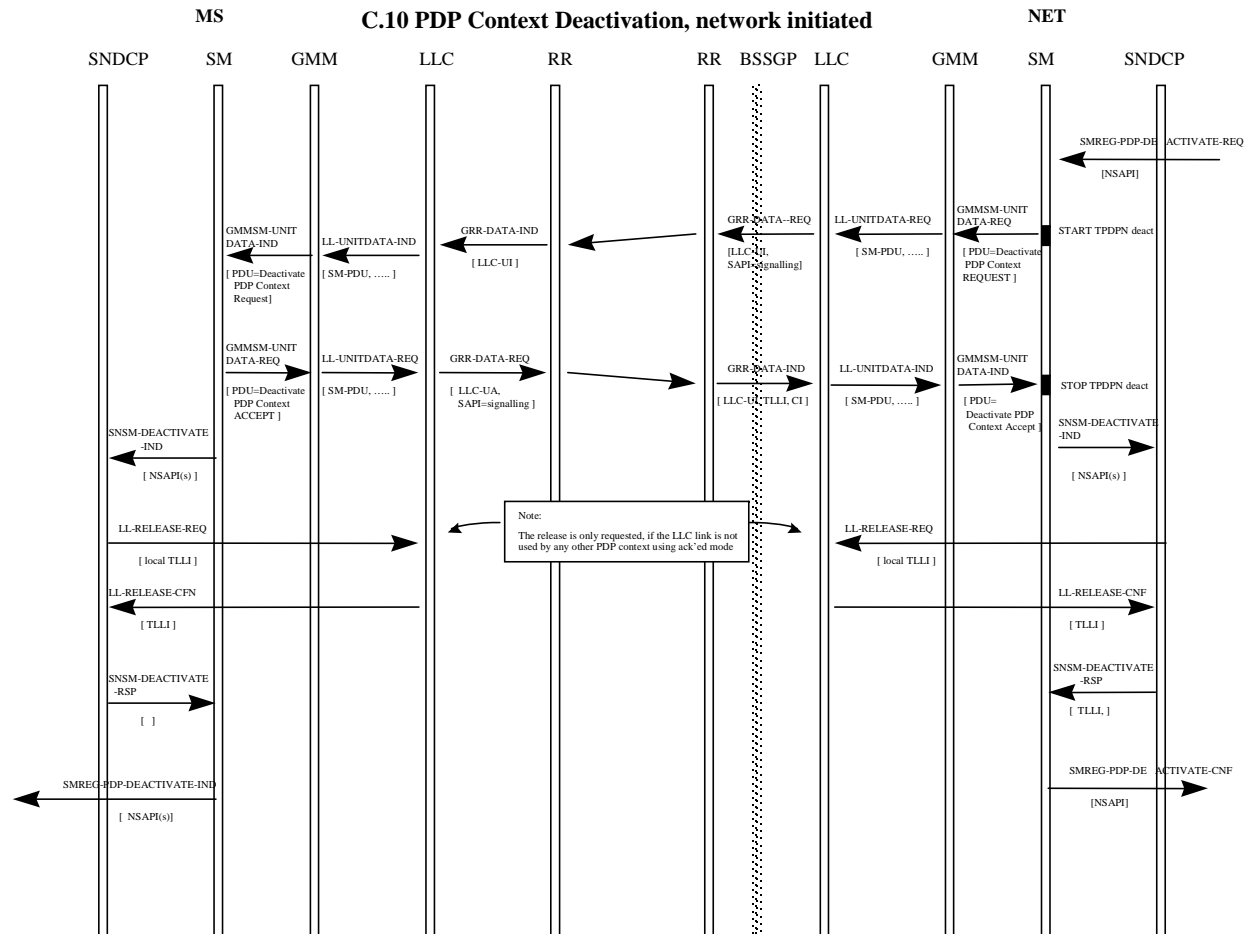 MS
C.10 PDP Context Deactivation, network initiated
NET
SNDCP SM GMM LLC RR RR BSSGP LLC GMM SM SNDCP
SMREG-PDP-DE ACTIVATE-REQ
[NSAPI]
GMMSM-UNIT
DATA-IND
[ PDU=Deactivate
PDP Context
Request]
LL-UNITDATA-IND
[ SM-PDU, ….. ]
GRR-DATA-IND
[ LLC-UI ]
GRR-DATA--REQ
[LLC-UI,
SAPI=signalling]
LL-UNITDATA-REQ
[ SM-PDU, ….. ]
GMMSM-UNIT
DATA-REQ
[ PDU=Deactivate
PDP Context
REQUEST ]
START TPDPN deact
GMMSM-UNIT
DATA-REQ
[ PDU=Deactivate
PDP Context
ACCEPT ]
LL-UNITDATA-REQ
[ SM-PDU, ….. ]
GRR-DATA-REQ
[ LLC-UA,
SAPI=signalling ]
GRR-DATA-IND
[ LLC-UI,TLLI, CI ]
LL-UNITDATA-IND
[ SM-PDU, ….. ]
GMMSM-UNIT
DATA-IND
[ PDU=
Deactivate PDP
Context Accept ]
STOP TPDPN deact
SNSM-DEACTIVATE
-IND
[ NSAPI(s) ]
SNSM-DEACTIVATE
-IND
[ NSAPI(s) ]
Note:
The release is only requested, if the LLC link is not
used by any other PDP context using ack'ed mode
LL-RELEASE-REQ
[ local TLLI ]
LL-RELEASE-REQ
[ local TLLI ]
LL-RELEASE-CFN
[ TLLI ]
LL-RELEASE-CNF
[ TLLI ]
SNSM-DEACTIVATE
-RSP
[ ]
SNSM-DEACTIVATE
-RSP
[ TLLI, ]
SMREG-PDP-DEACTIVATE-IND
[ NSAPI(s)]
SMREG-PDP-DE ACTIVATE-CNF
[NSAPI]